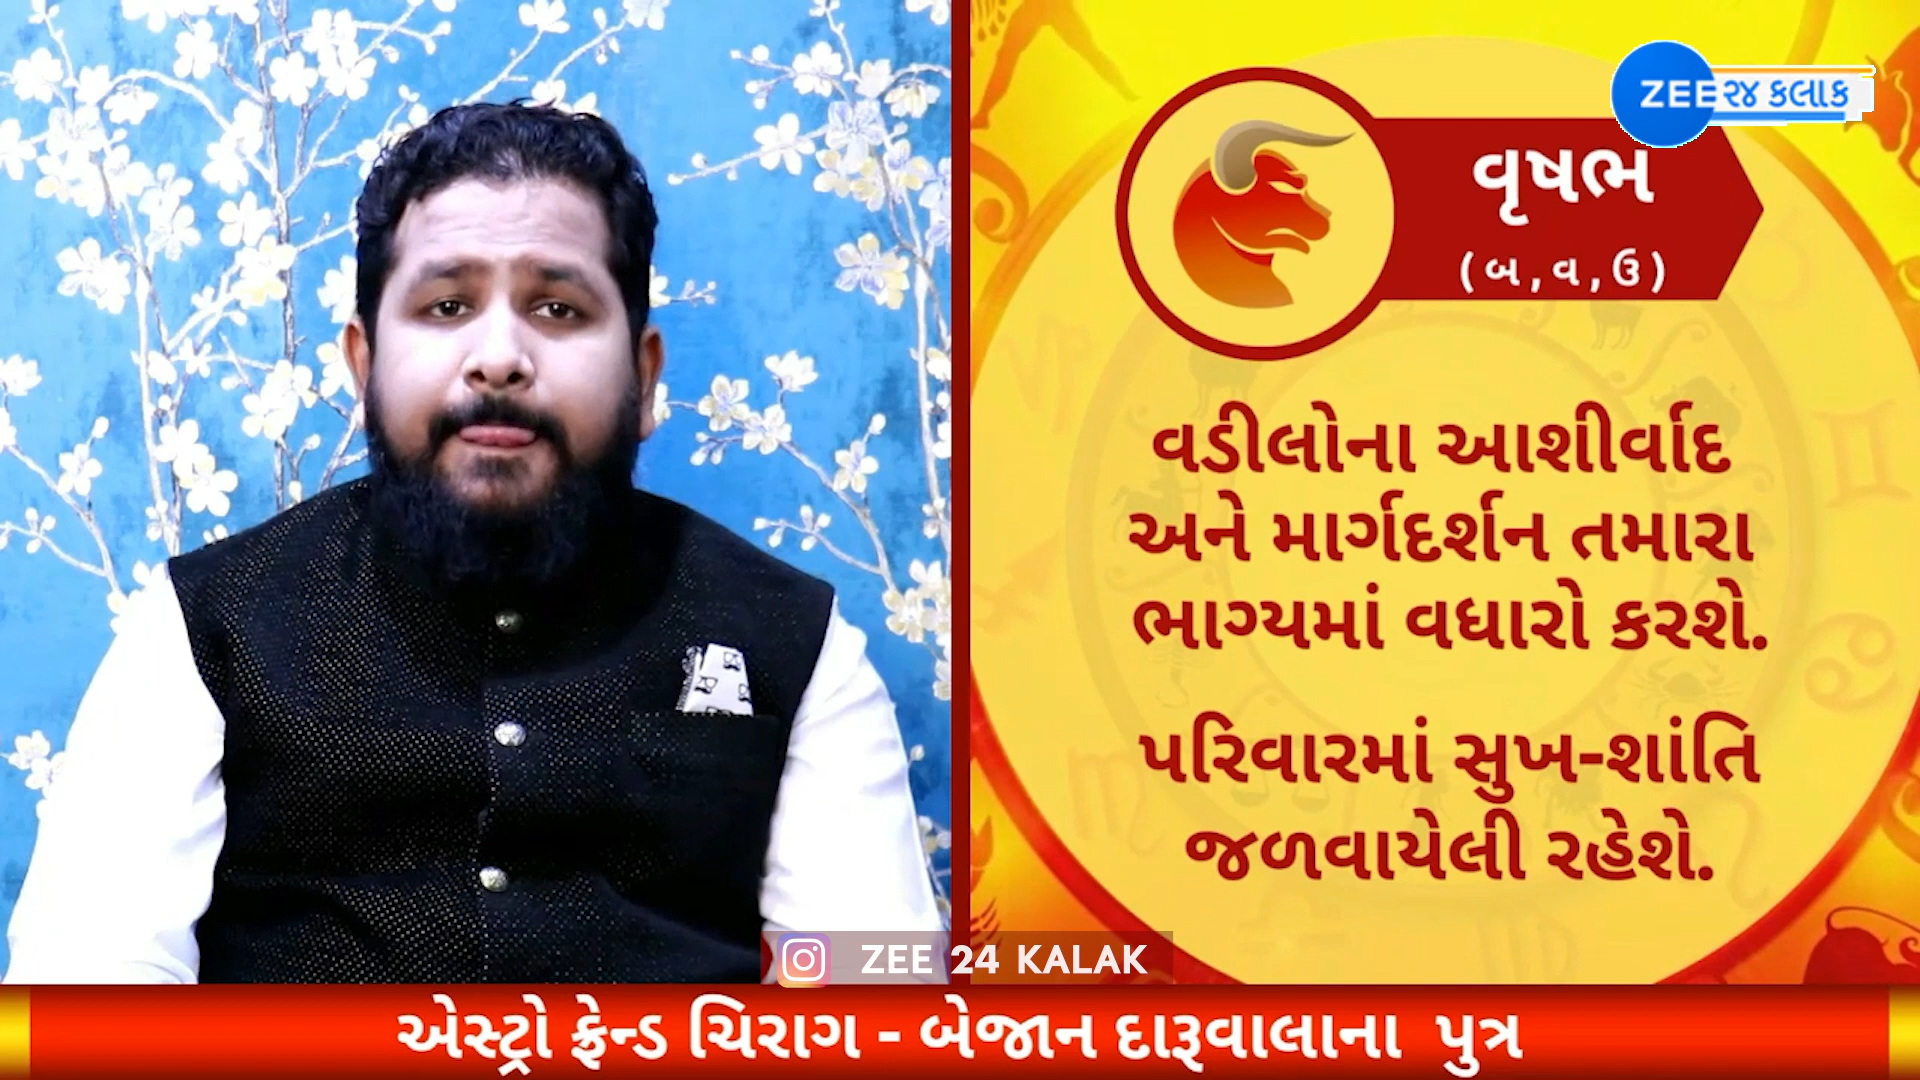 ZEE ૨૪ કલાક
વૃષભ
(બ,વ,ઉ)
વડીલોના આશીર્વાદ
અને માર્ગદર્શન તમારા
ભાગ્યમાં વધારો કરશે.
પરિવારમાં સુખ-શાંતિ
જળવાયેલી રહેશે.
ZEE 24 KALAK
એસ્ટ્રો ફ્રેન્ડ ચિરાગ - બેજાન દારૂવાલાના પુત્ર